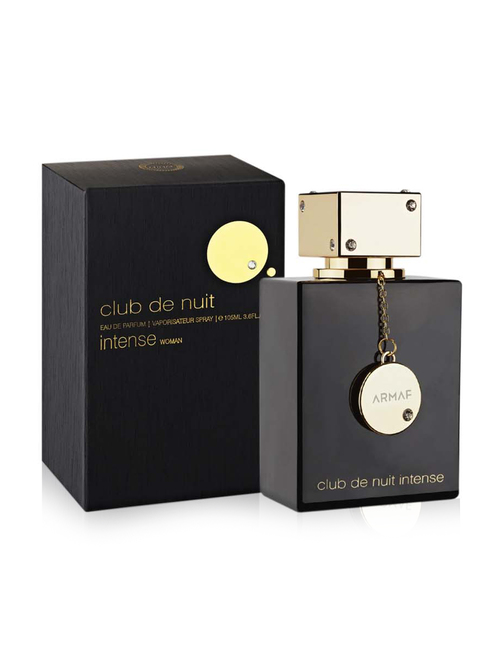 club de nuit
EAU DE PARFUM | VAPORISATEUR SPRAY | ℮ 105ML 3.6FL.
intense WOMAN
ARMAF
club de nuit intense